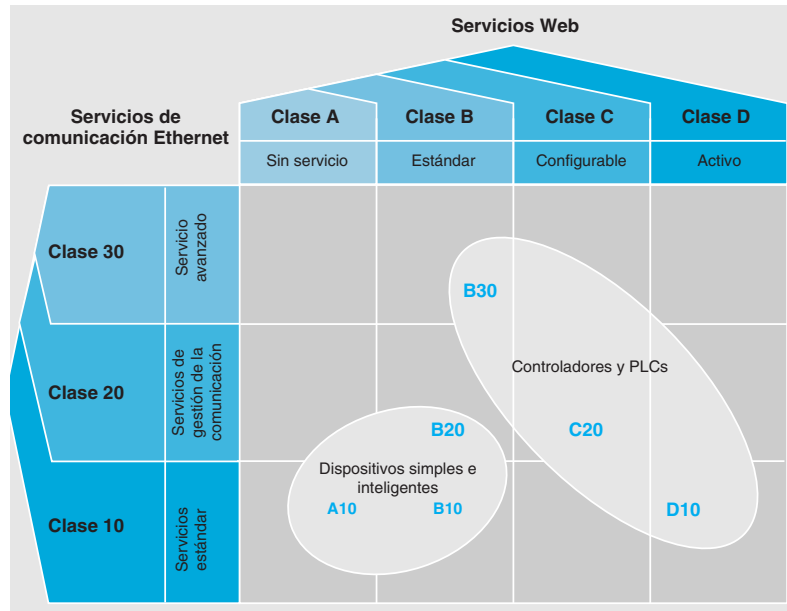 Servicios Web
Servicios de
comunicación Ethernet
Clase A
Clase B
Clase C
Clase D
Sin servicio
Estándar
Configurable
Activo
Clase 30
Servicio
avanzado
B30
Clase 20
Servicios de
gestión de la
comunicación
Controladores y PLCs
B20
C20
Clase 10
Servicios
estándar
Dispositivos simples e
inteligentes
A10
B10
D10